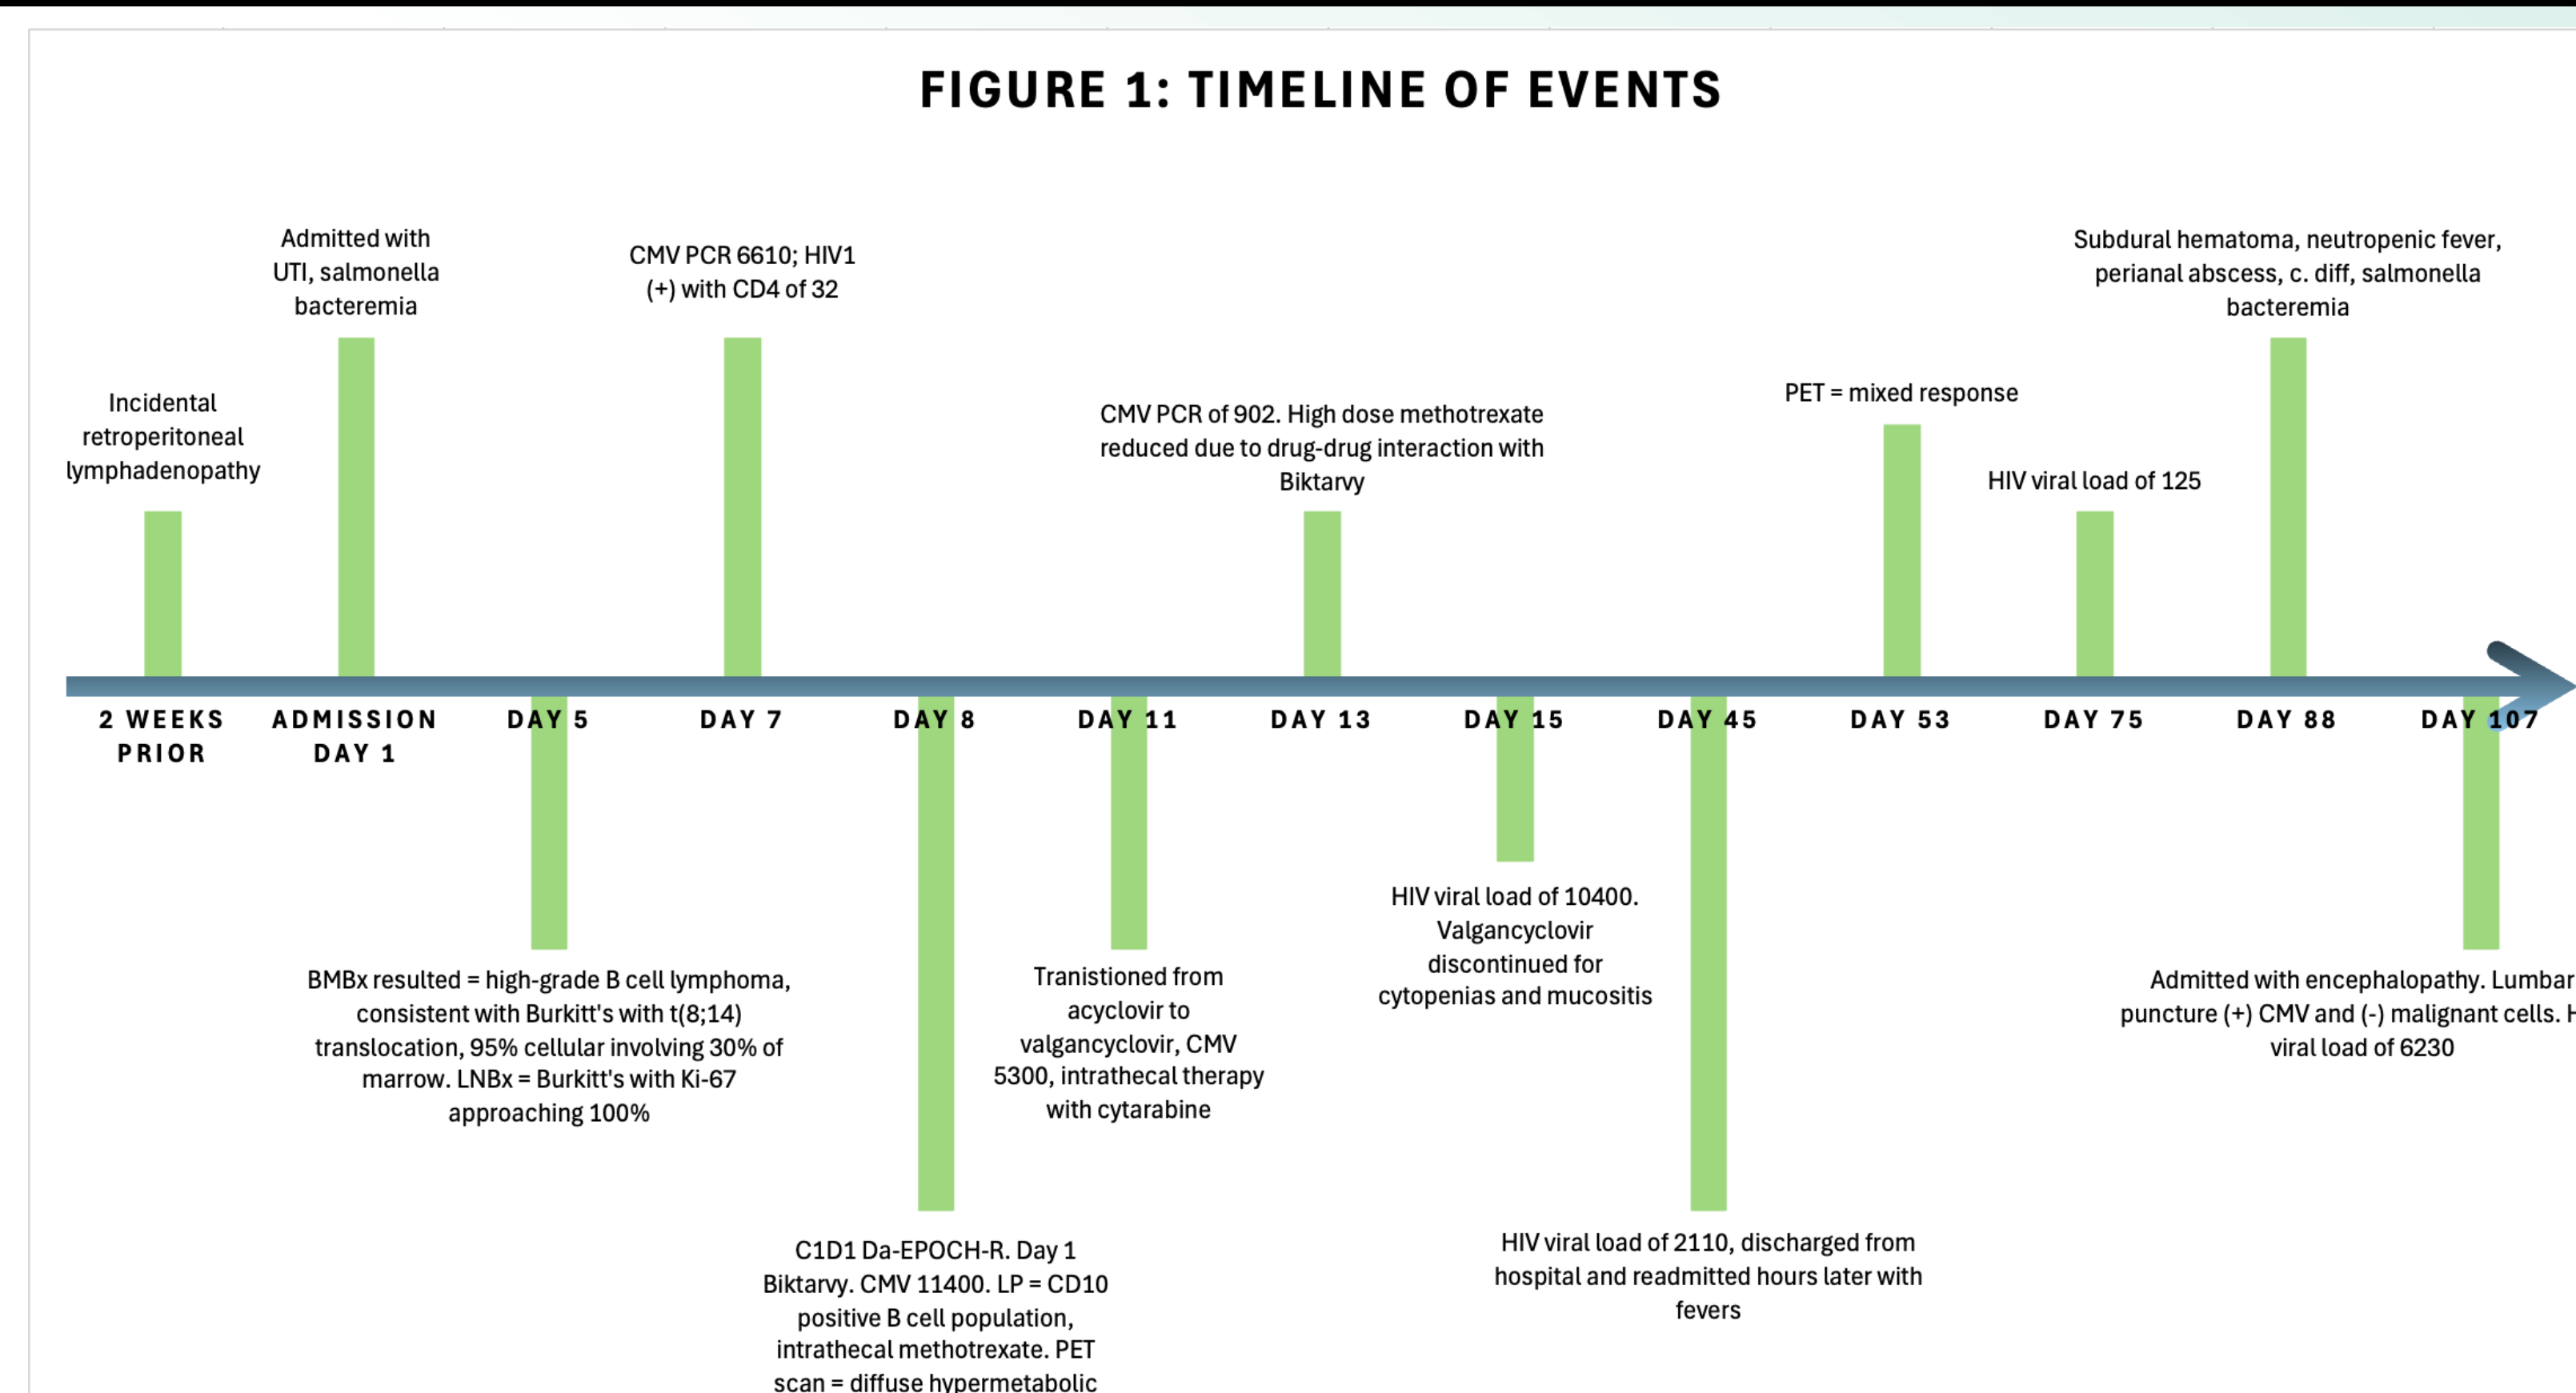 FIGURE 1: TIMELINE OF EVENTS
Incidental
retroperitoneal
lymphadenopathy
2 WEEKS
PRIOR
Admitted with
UTI, salmonella
bacteremia
ADMISSION
DAY 1
DAY 5
BMBx resulted = high-grade B cell lymphoma,
consistent with Burkitt's with t(8;14)
translocation, 95% cellular involving 30% of
marrow. LNBx = Burkitt's with Ki-67
approaching 100%
CMV PCR 6610; HIV1
(+) with CD4 of 32
DAY 7
DAY 8
C1D1 Da-EPOCH-R. Day 1
Biktarvy. CMV 11400. LP = CD10
positive B cell population,
intrathecal methotrexate. PET
scan = diffuse hypermetabolic
DAY 11
Tranistioned from
acyclovir to
valgancyclovir, CMV
5300, intrathecal therapy
with cytarabine
CMV PCR of 902. High dose methotrexate
reduced due to drug-drug interaction with
Biktarvy
DAY 13
DAY 15
HIV viral load of 10400.
Valgancyclovir
discontinued for
cytopenias and mucositis
DAY 45
HIV viral load of 2110, discharged from
hospital and readmitted hours later with
fevers
PET = mixed response
DAY 53
HIV viral load of 125
DAY 75
Subdural hematoma, neutropenic fever,
perianal abscess, c. diff, salmonella
bacteremia
DAY 88
DAY 107
Admitted with encephalopathy. Lumbar
puncture (+) CMV and (-) malignant cells.
viral load of 6230